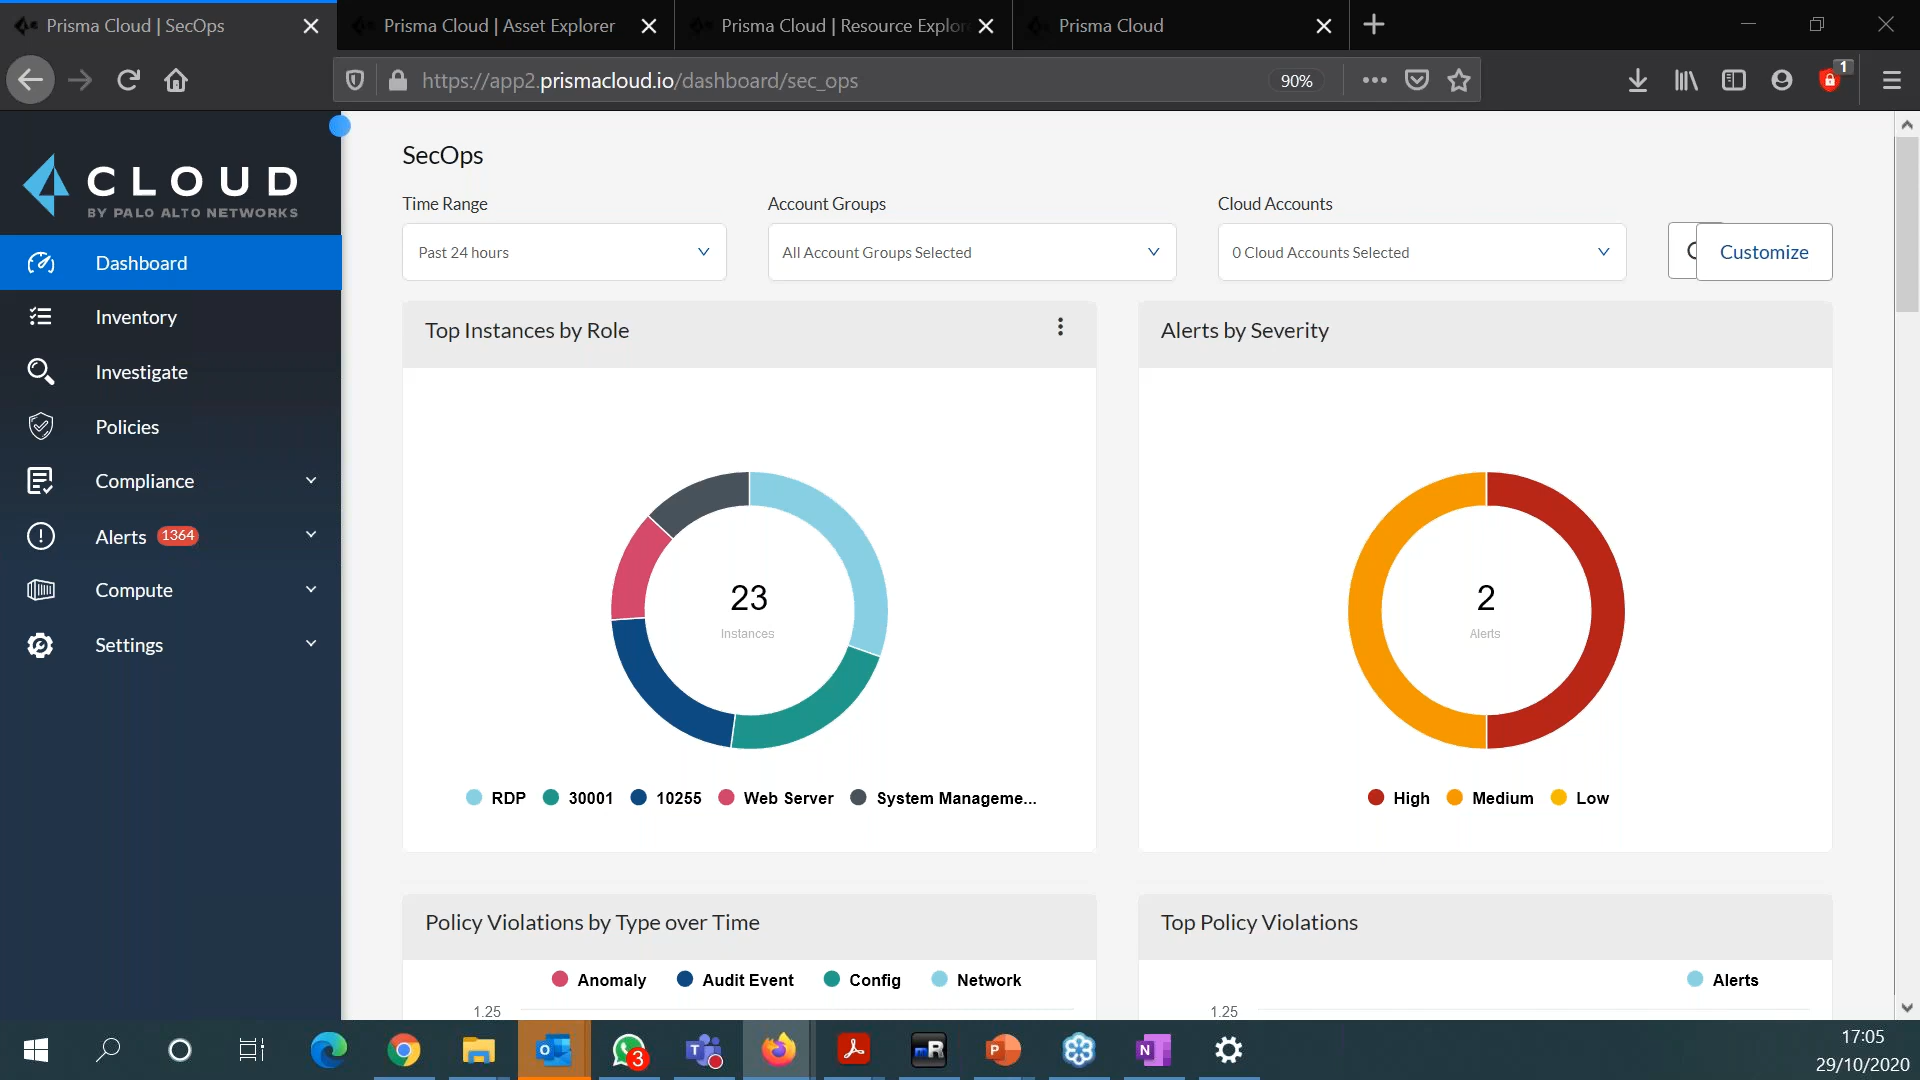 Prisma Cloud | SecOps
Prisma Cloud | Asset Explorer
Prisma Cloud | Resource Explor
Prisma Cloud
https://app2.prismacloud.io/dashboard/sec_ops
90%
1
CLOUD
BY PALO ALTO NETWORKS
Dashboard
Inventory
Investigate
Policies
Compliance
Alerts 1364
Compute
Settings
SecOps
Time Range
Account Groups
Cloud Accounts
Past 24 hours
All Account Groups Selected
0 Cloud Accounts Selected
Customize
Top Instances by Role
23
Instances
RDP 30001 10255 Web Server System Manageme...
Alerts by Severity
2
Alerts
High Medium Low
Policy Violations by Type over Time
Anomaly Audit Event Config Network
1.25
Top Policy Violations
Alerts
1.25
3
17:05
29/10/2020